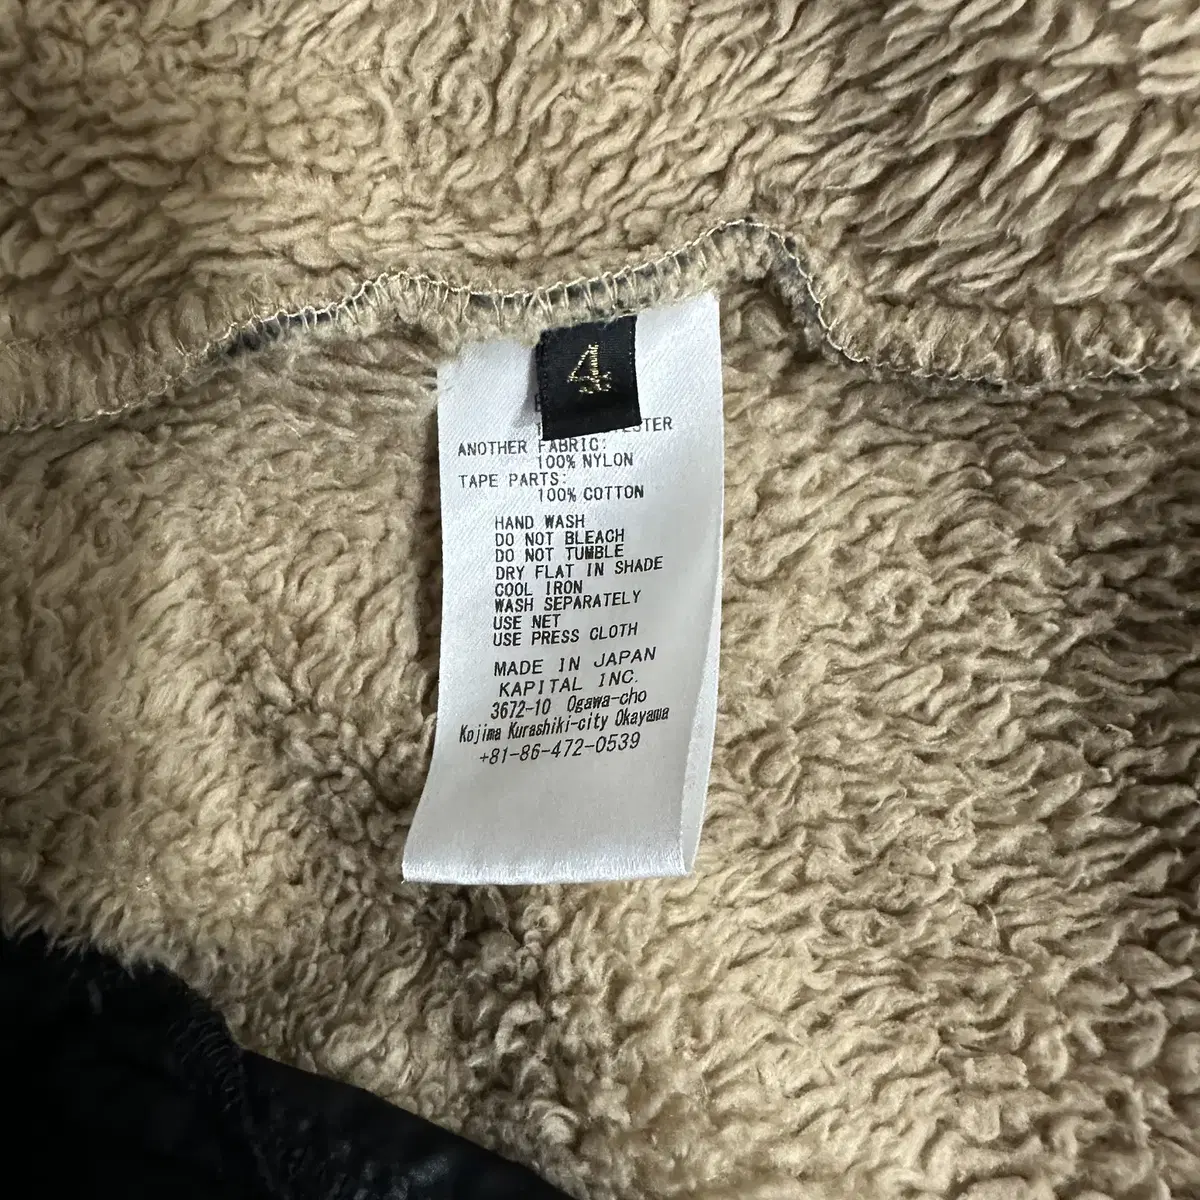 4
ANOTHER FABRIC:
100% NYLON
TAPE PARTS:
100% COTTON
HAND WASH
DO NOT BLEACH
DO NOT TUMBLE
DRY FLAT IN SHADE
COOL IRON
WASH SEPARATELY
USE NET
USE PRESS CLOTH
MADE IN JAPAN
KAPITAL INC.
3672-10 Ogawa-cho
Kojima Kurashiki-city Okayama
+81-86-472-0539